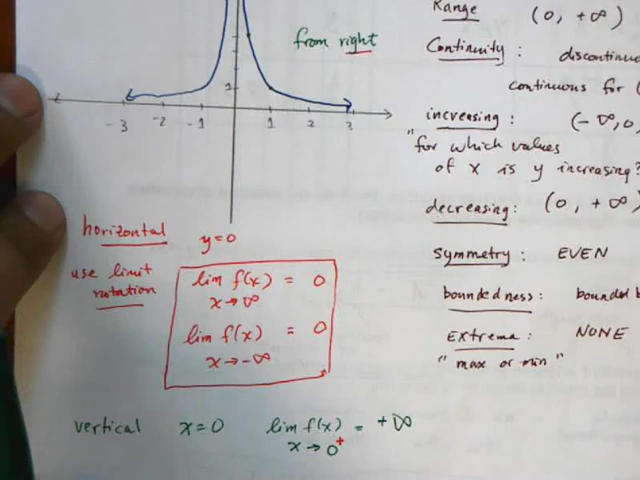 Range (0, +∞)
from right
Continuity:
continuous for (
increasing: (-∞, 0
"for which values
of x is y increasing?
decreasing: (0, +∞)
1
-3 -2 -1 1 2
horizontal y=0
use limit
notation
lim f(x) = 0
x→∞
lim f(x) = 0
x→-∞
Symmetry: EVEN
boundedness: bounded
Extrema: NONE
"max or min"
vertical x=0 lim f(x) = +∞
x→0+